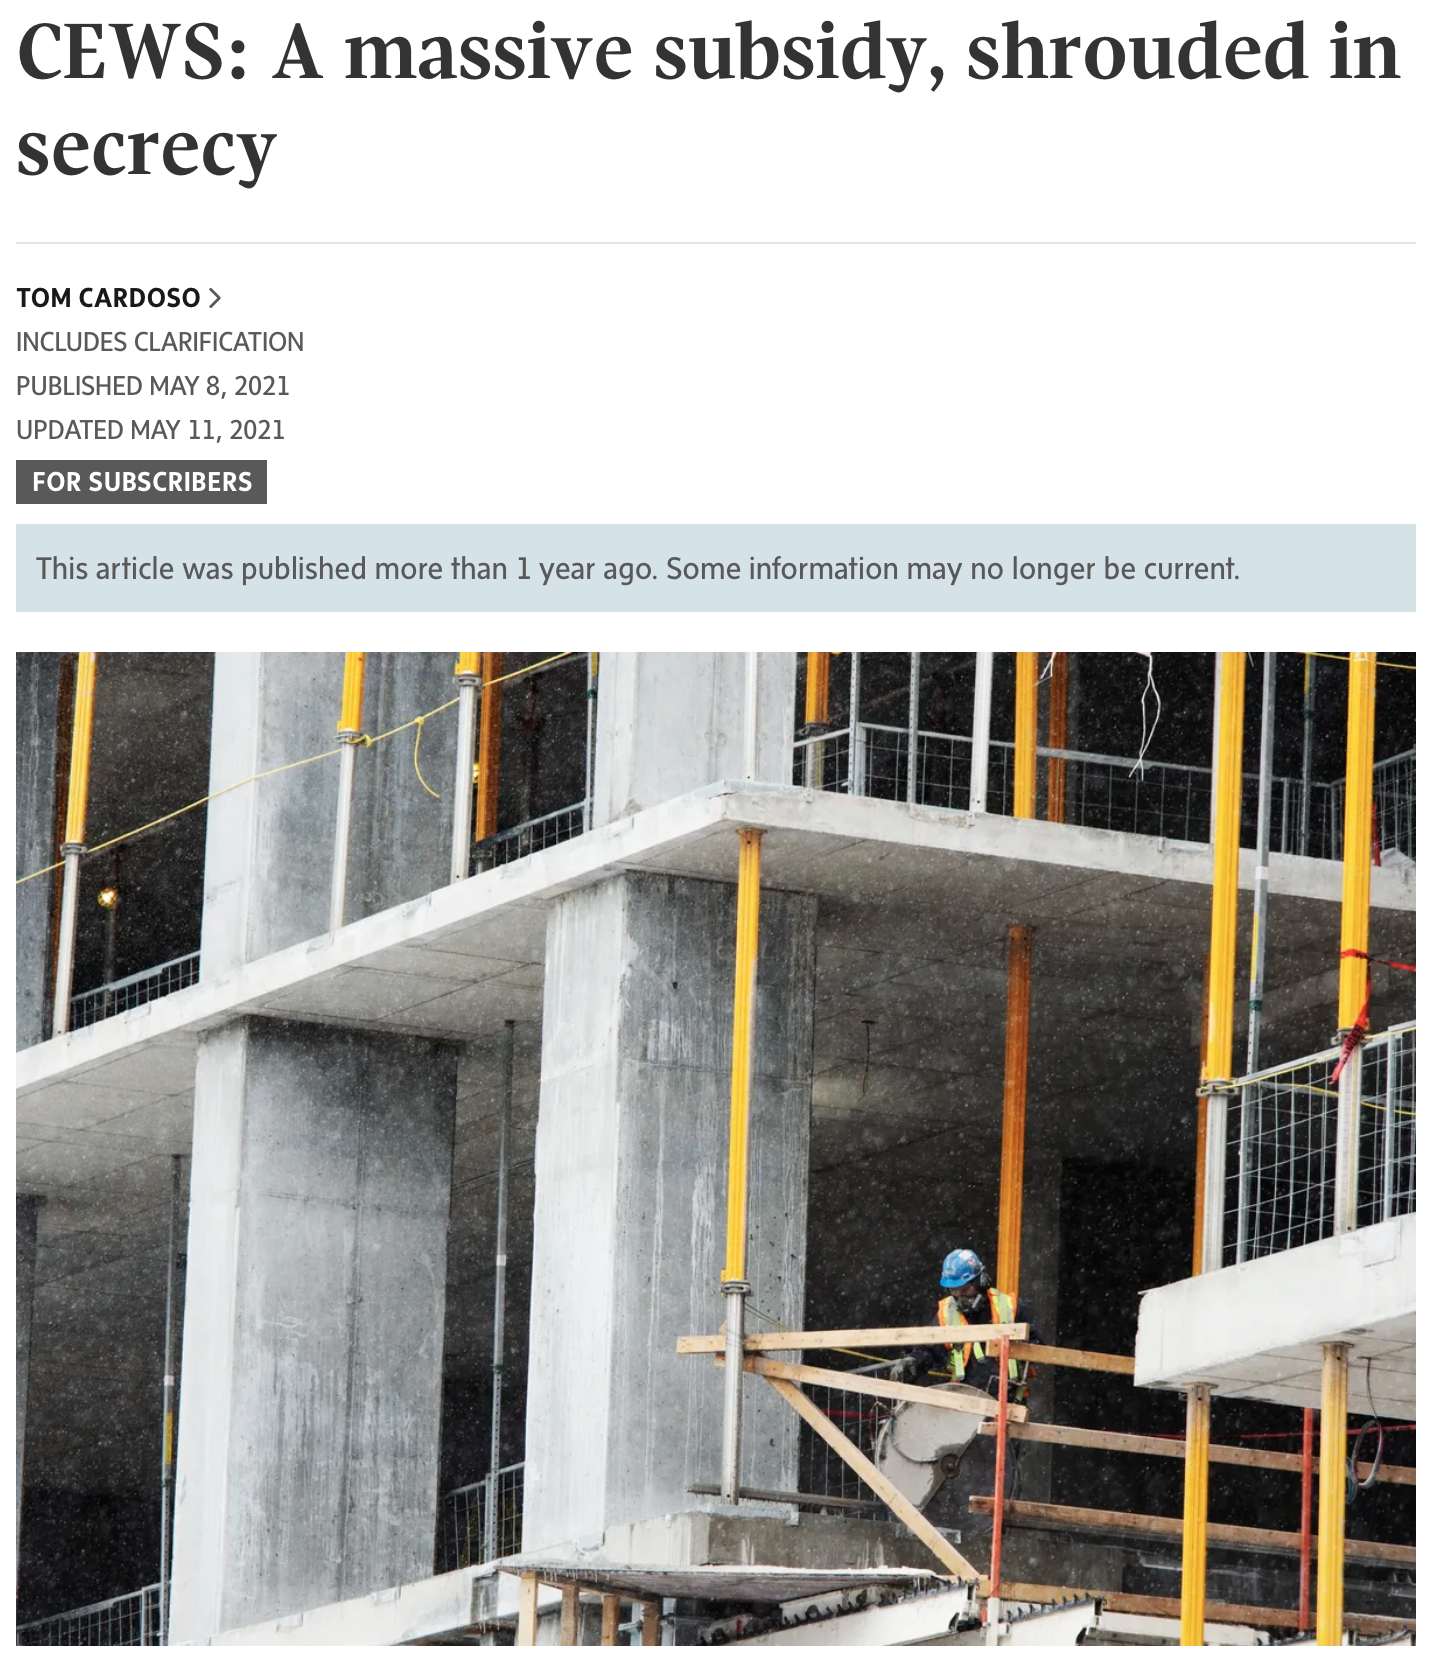 CEWS: A massive subsidy, shrouded in
secrecy
TOM CARDOSO >
INCLUDES CLARIFICATION
PUBLISHED MAY 8, 2021
UPDATED MAY 11, 2021
FOR SUBSCRIBERS
This article was published more than 1 year ago. Some information may no longer be current.